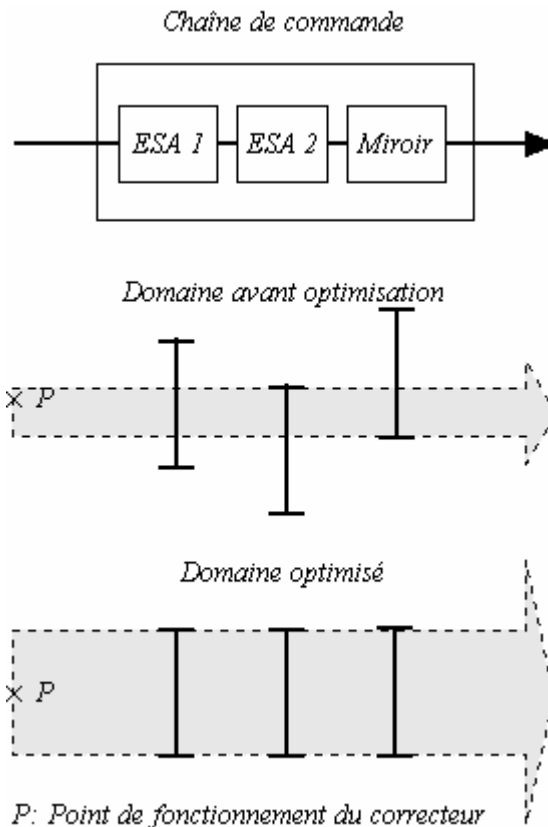 Chaîne de commande
ESA 1 ESA 2 Miroir
Domaine avant optimisation
P
Domaine optimisé
P
P: Point de fonctionnement du correcteur